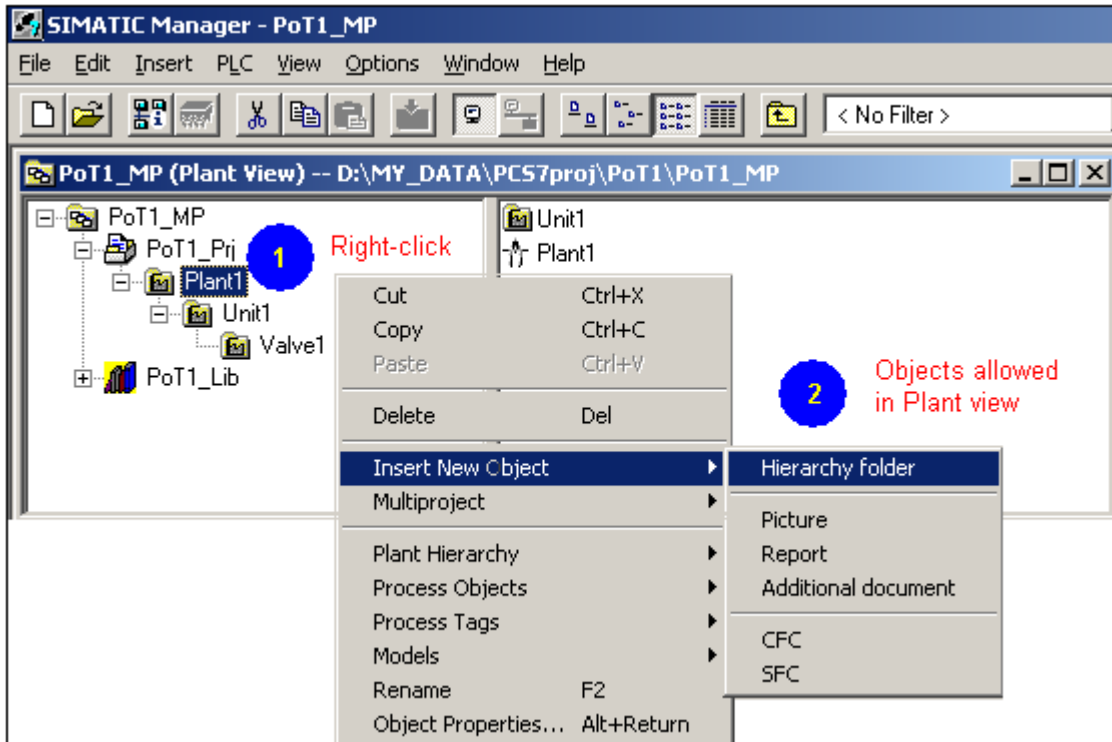 SIMATIC Manager - PoT1_MP
File Edit Insert PLC View Options Window Help
< No Filter >
PoT1_MP (Plant View) -- D:\MY_DATA\PCS7proj\PoT1\PoT1_MP
PoT1_MP
PoT1_Prj
Plant1
Unit1
Valve1
PoT1_Lib
1
Right-click
Unit1
Plant1
Cut Ctrl+X
Copy Ctrl+C
Paste Ctrl+V
Delete Del
Insert New Object
Multiproject
Plant Hierarchy
Process Objects
Process Tags
Models
Rename F2
Object Properties... Alt+Return
2
Objects allowed
in Plant view
Hierarchy folder
Picture
Report
Additional document
CFC
SFC